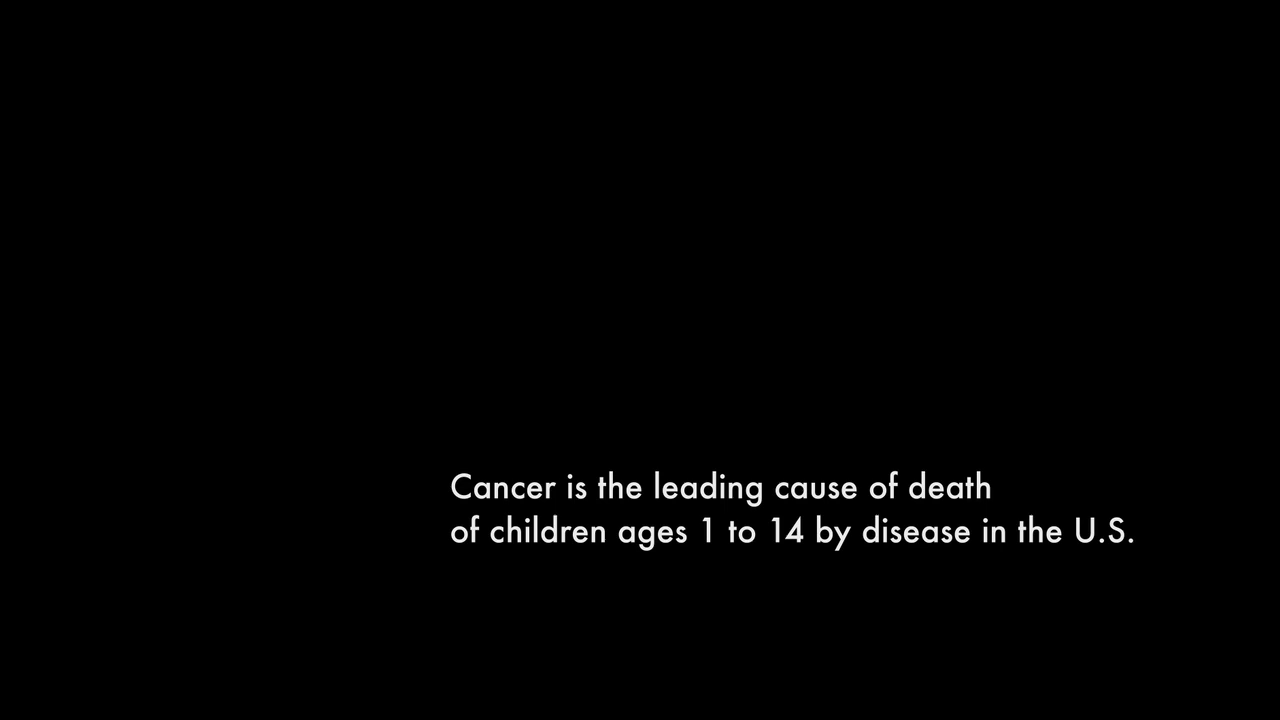 Cancer is the leading cause of death
of children ages 1 to 14 by disease in the U.S.